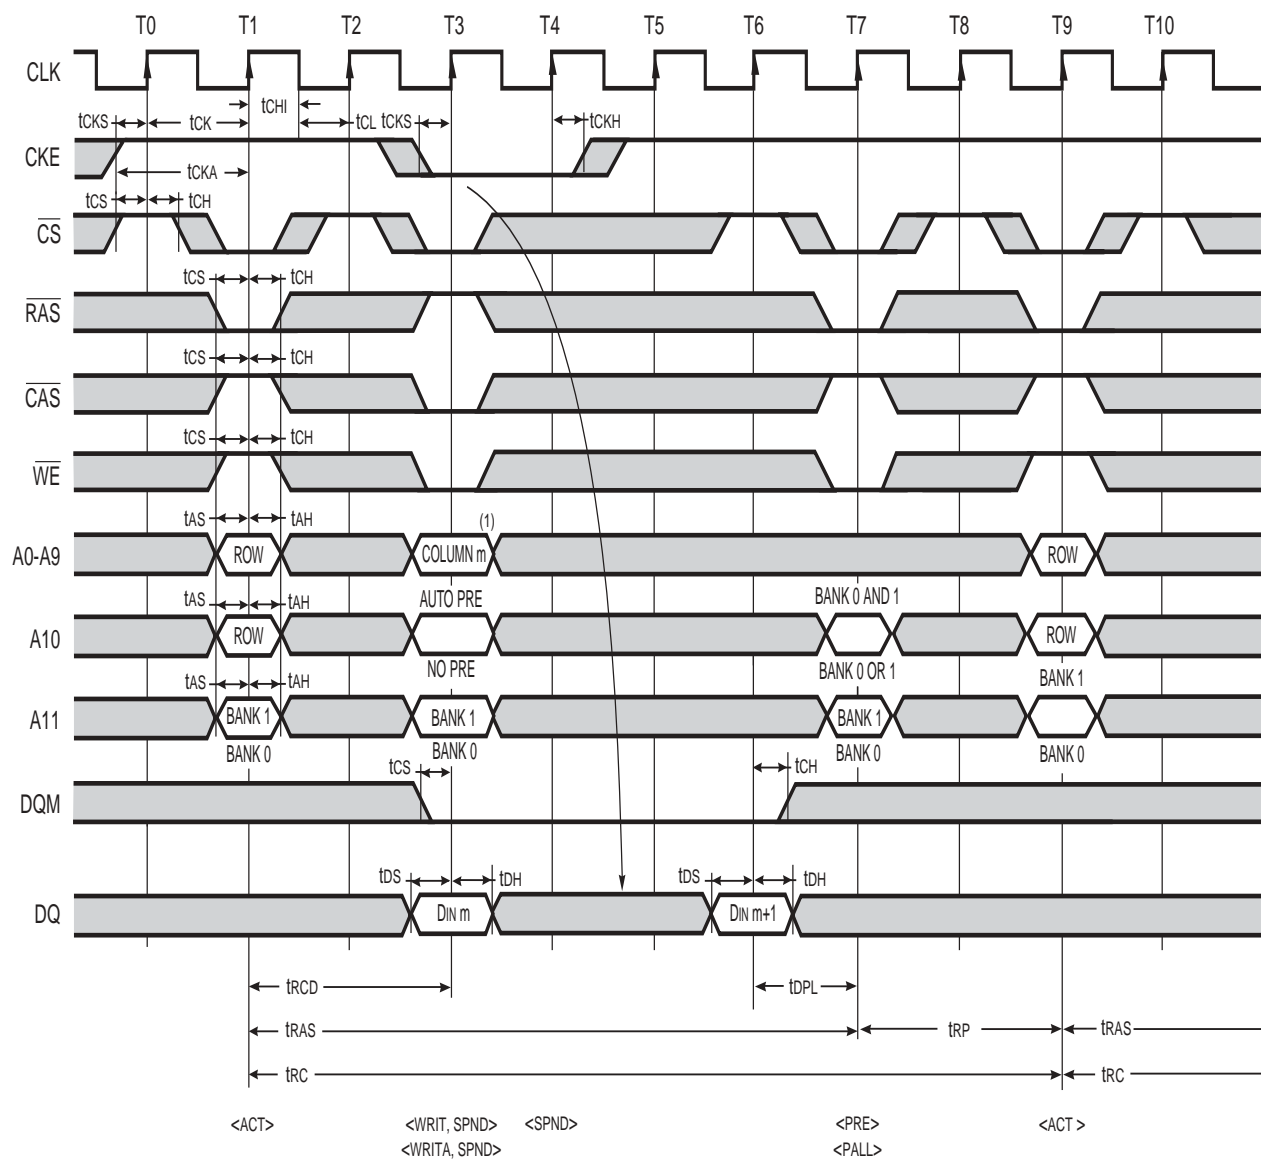 T0 T1 T2 T3 T4 T5 T6 T7 T8 T9 T10
CLK
tCHI
tCKS tCK tCL tCKS tCKH
CKE
tCKA
tCS tCH
CS
tCS tCH
RAS
tCS tCH
CAS
tCS tCH
WE
tAS tAH (1)
A0-A9 ROW COLUMN m ROW
tAS tAH AUTO PRE BANK 0 AND 1
A10 ROW ROW
NO PRE BANK 0 OR 1 BANK 1
tAS tAH
A11 BANK 1 BANK 1 BANK 1
BANK 0 BANK 0 BANK 0 BANK 0
tCS tCH
DQM
tDS tDH tDS tDH
DQ DIN m DIN m+1
tRCD tDPL
tRAS tRP tRAS
tRC tRC
<ACT> <WRIT, SPND> <SPND> <PRE> <ACT >
<WRITA, SPND> <PALL>